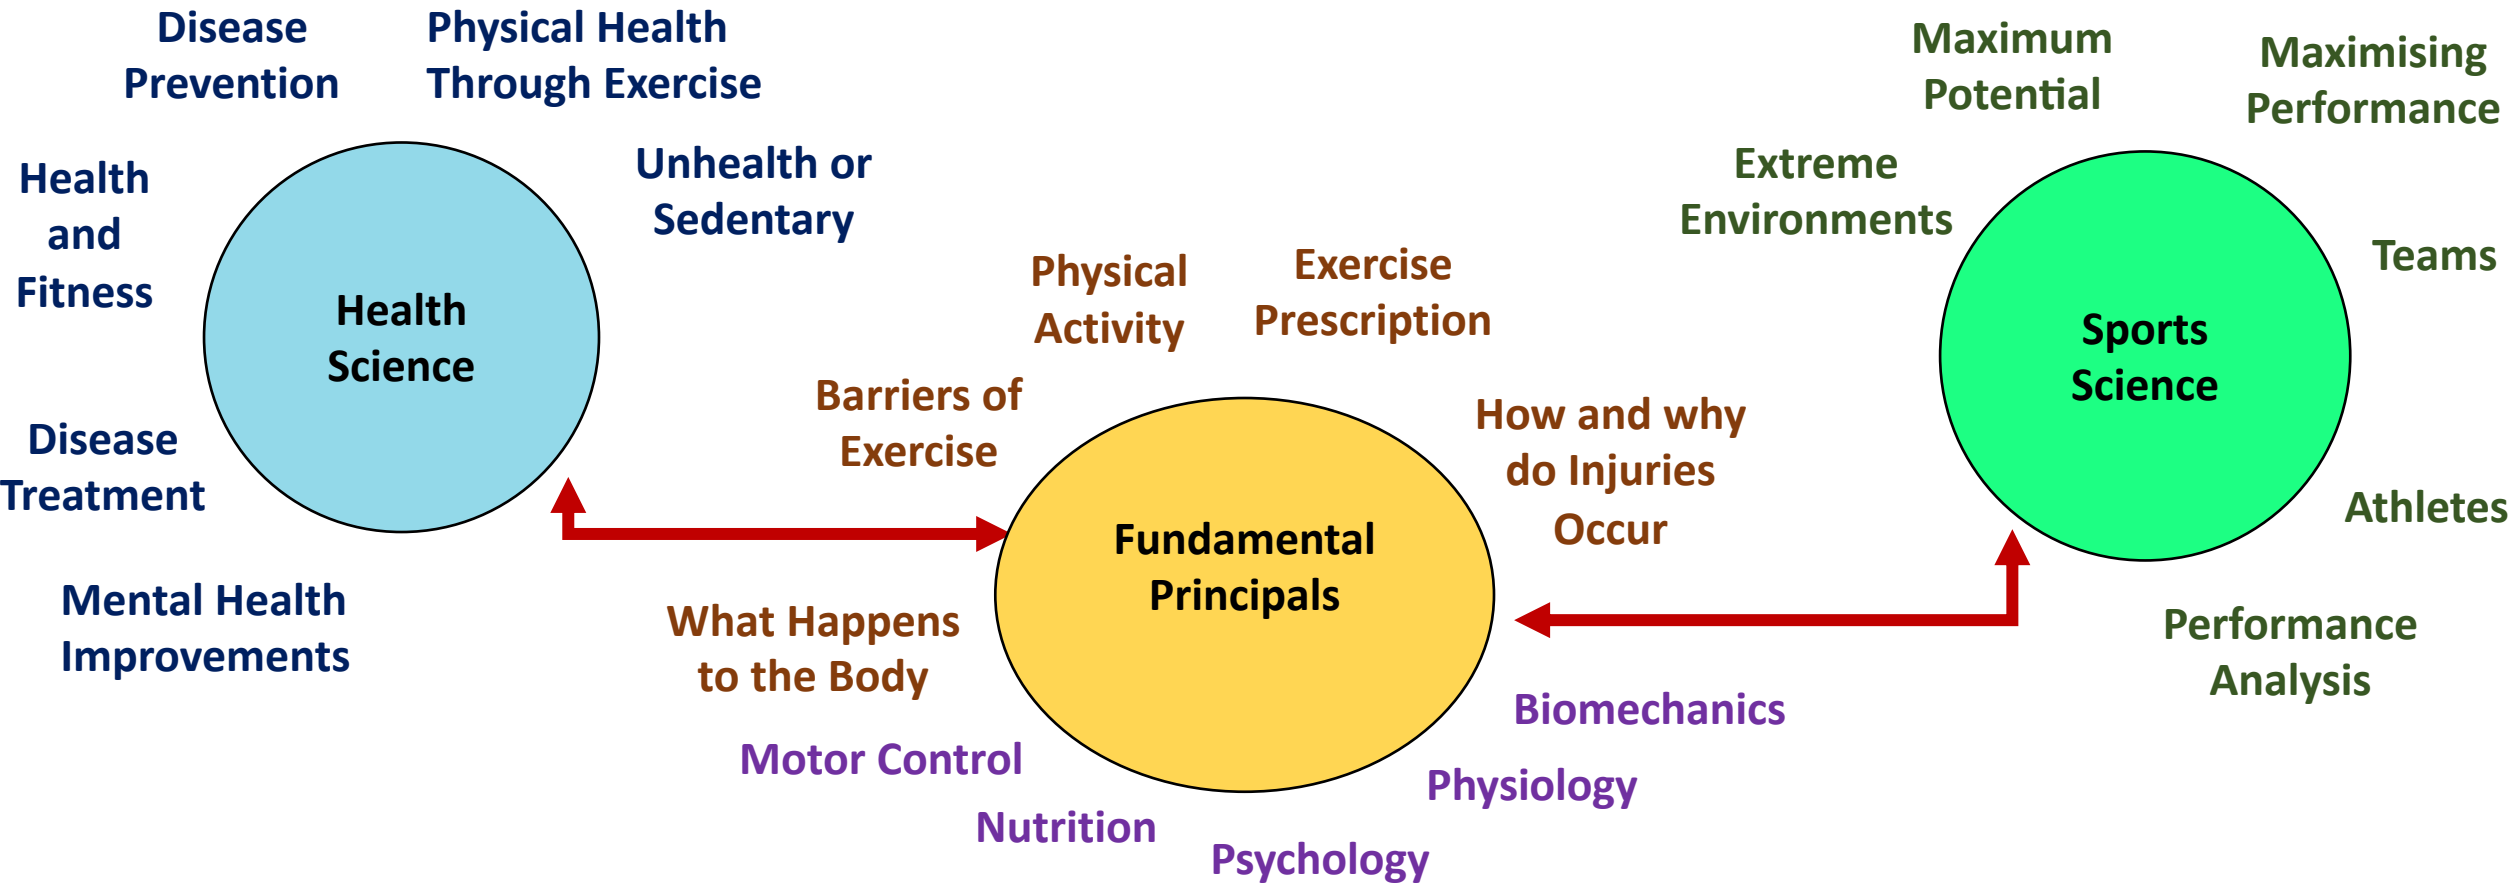 Disease
Prevention
Physical Health
Through Exercise
Health
and
Fitness
Unhealth or
Sedentary
Health
Science
Disease
Treatment
Mental Health
Improvements
Physical
Activity
Exercise
Prescription
Barriers of
Exercise
How and why
do Injuries
Occur
Fundamental
Principals
What Happens
to the Body
Motor Control
Nutrition
Psychology
Physiology
Biomechanics
Maximum
Potential
Maximising
Performance
Extreme
Environments
Teams
Sports
Science
Athletes
Performance
Analysis